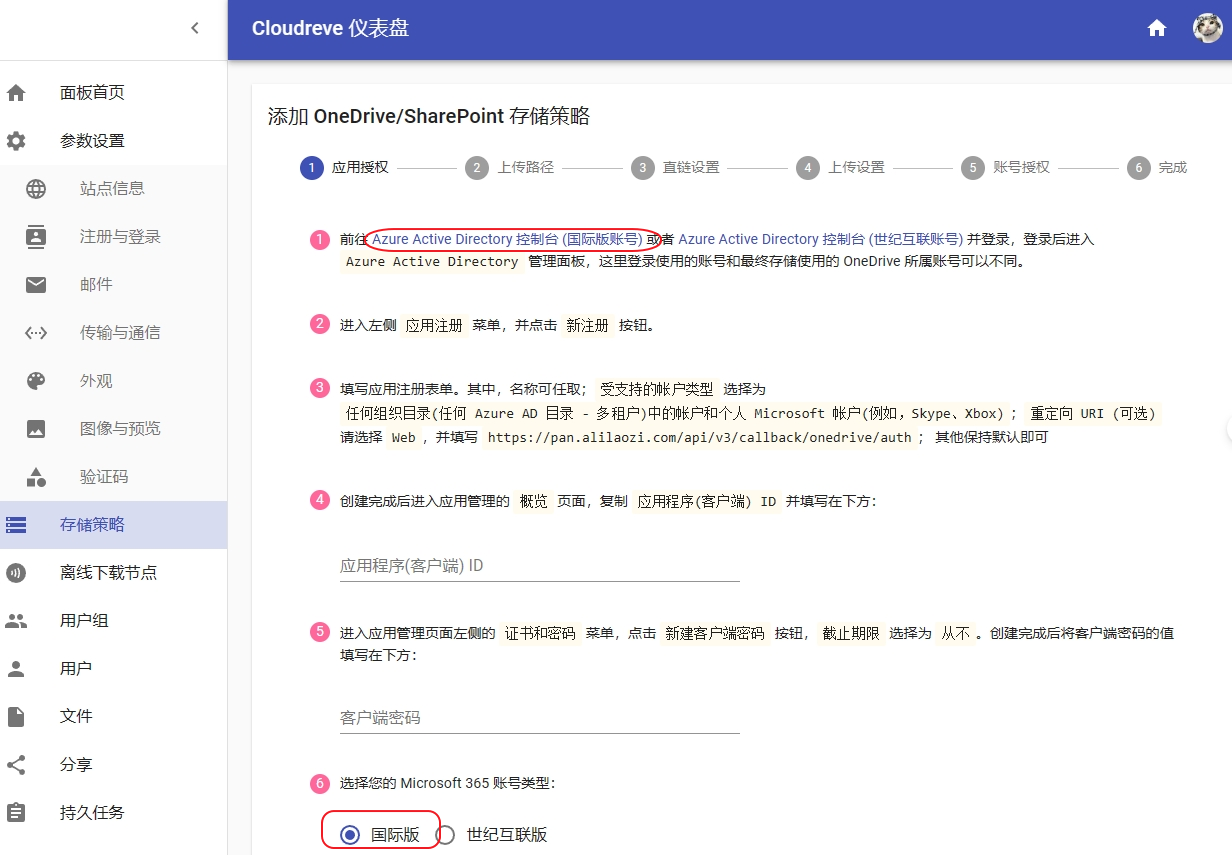 Cloudreve 仪表盘
面板首页
参数设置
站点信息
注册与登录
邮件
传输与通信
外观
图像与预览
验证码
存储策略
离线下载节点
用户组
用户
文件
分享
持久任务
添加 OneDrive/SharePoint 存储策略
1 应用授权 2 上传路径 3 直链设置 4 上传设置 5 账号授权 6 完成
1 前往 Azure Active Directory 控制台 (国际版账号) 或者 Azure Active Directory 控制台 (世纪互联账号) 并登录，登录后进入
Azure Active Directory 管理面板，这里登录使用的账号和最终存储使用的 OneDrive 所属账号可以不同。
2 进入左侧 应用注册 菜单，并点击 新注册 按钮。
3 填写应用注册表单。其中，名称可任取； 受支持的帐户类型 选择为
任何组织目录(任何 Azure AD 目录 - 多租户)中的帐户和个人 Microsoft 帐户(例如，Skype、Xbox) ； 重定向 URI (可选)
请选择 Web ，并填写 https://pan.alilaozi.com/api/v3/callback/onedrive/auth ； 其他保持默认即可
4 创建完成后进入应用管理的 概览 页面，复制 应用程序(客户端) ID 并填写在下方：
应用程序(客户端) ID
5 进入应用管理页面左侧的 证书和密码 菜单，点击 新建客户端密码 按钮， 截止期限 选择为 从不 。创建完成后将客户端密码的值
填写在下方：
客户端密码
6 选择您的 Microsoft 365 账号类型：
国际版 世纪互联版